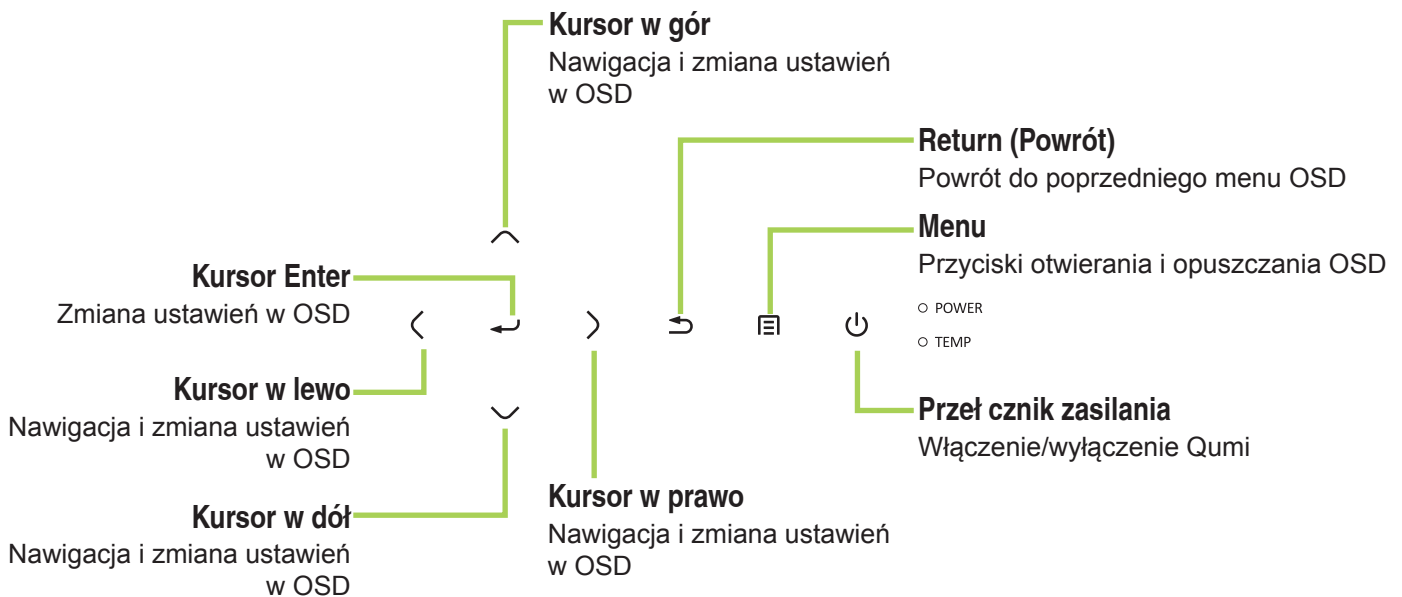 Kursor w gór
Nawigacja i zmiana ustawień
w OSD
Return (Powrót)
Powrót do poprzedniego menu OSD
Menu
Przyciski otwierania i opuszczania OSD
Kursor Enter
Zmiana ustawień w OSD
POWER
TEMP
Kursor w lewo
Nawigacja i zmiana ustawień
w OSD
Przeł cznik zasilania
Włączenie/wyłączenie Qumi
Kursor w dół
Nawigacja i zmiana ustawień
w OSD
Kursor w prawo
Nawigacja i zmiana ustawień
w OSD